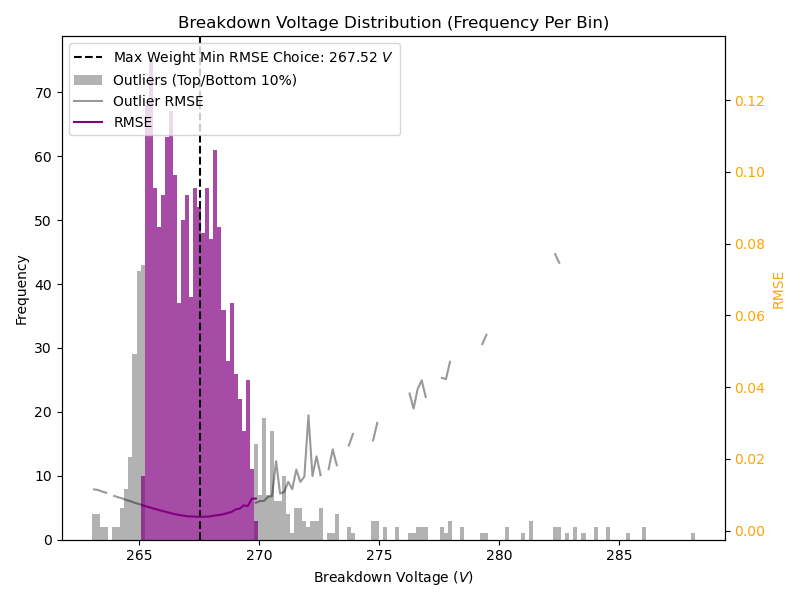 Breakdown Voltage Distribution (Frequency Per Bin)
Max Weight Min RMSE Choice: 267.52 V
Outliers (Top/Bottom 10%)
Outlier RMSE
RMSE
Frequency
70
60
50
40
30
20
10
0
0.12
0.10
0.08
0.06
0.04
0.02
0.00
RMSE
265 270 275 280 285
Breakdown Voltage (V)